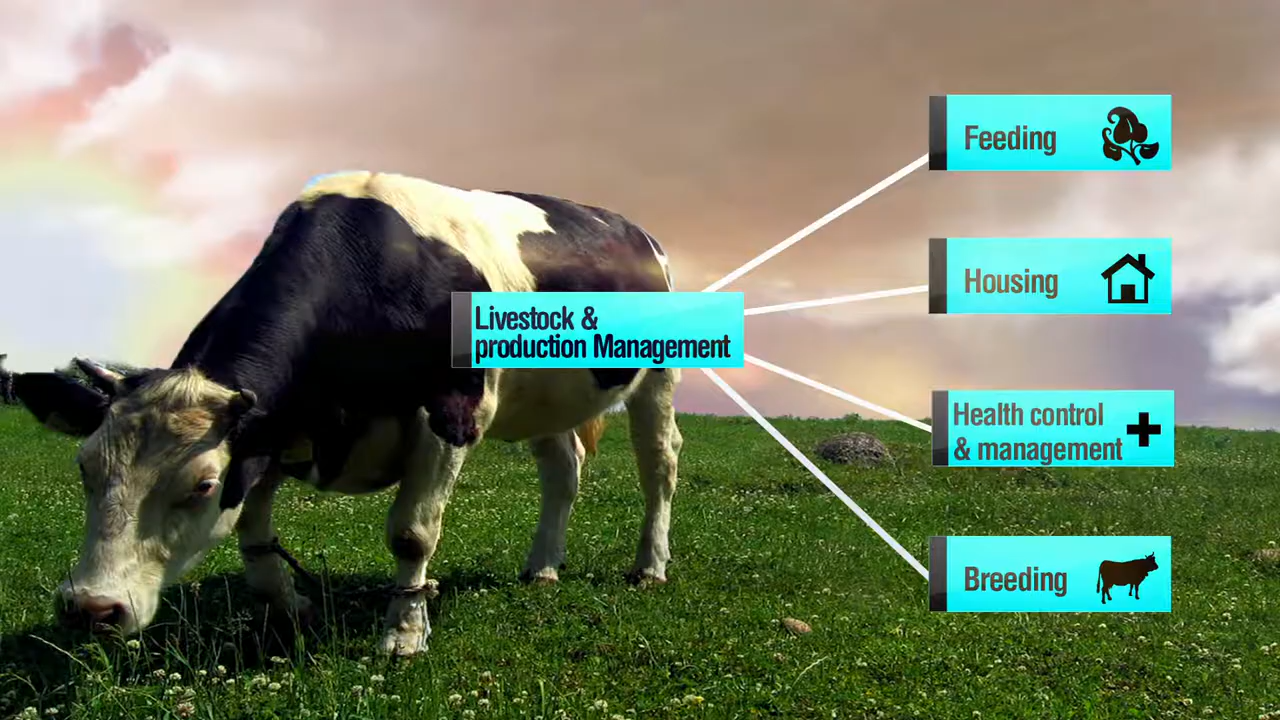 Livestock &
production Management
Feeding
Housing
Health control
& management
Breeding